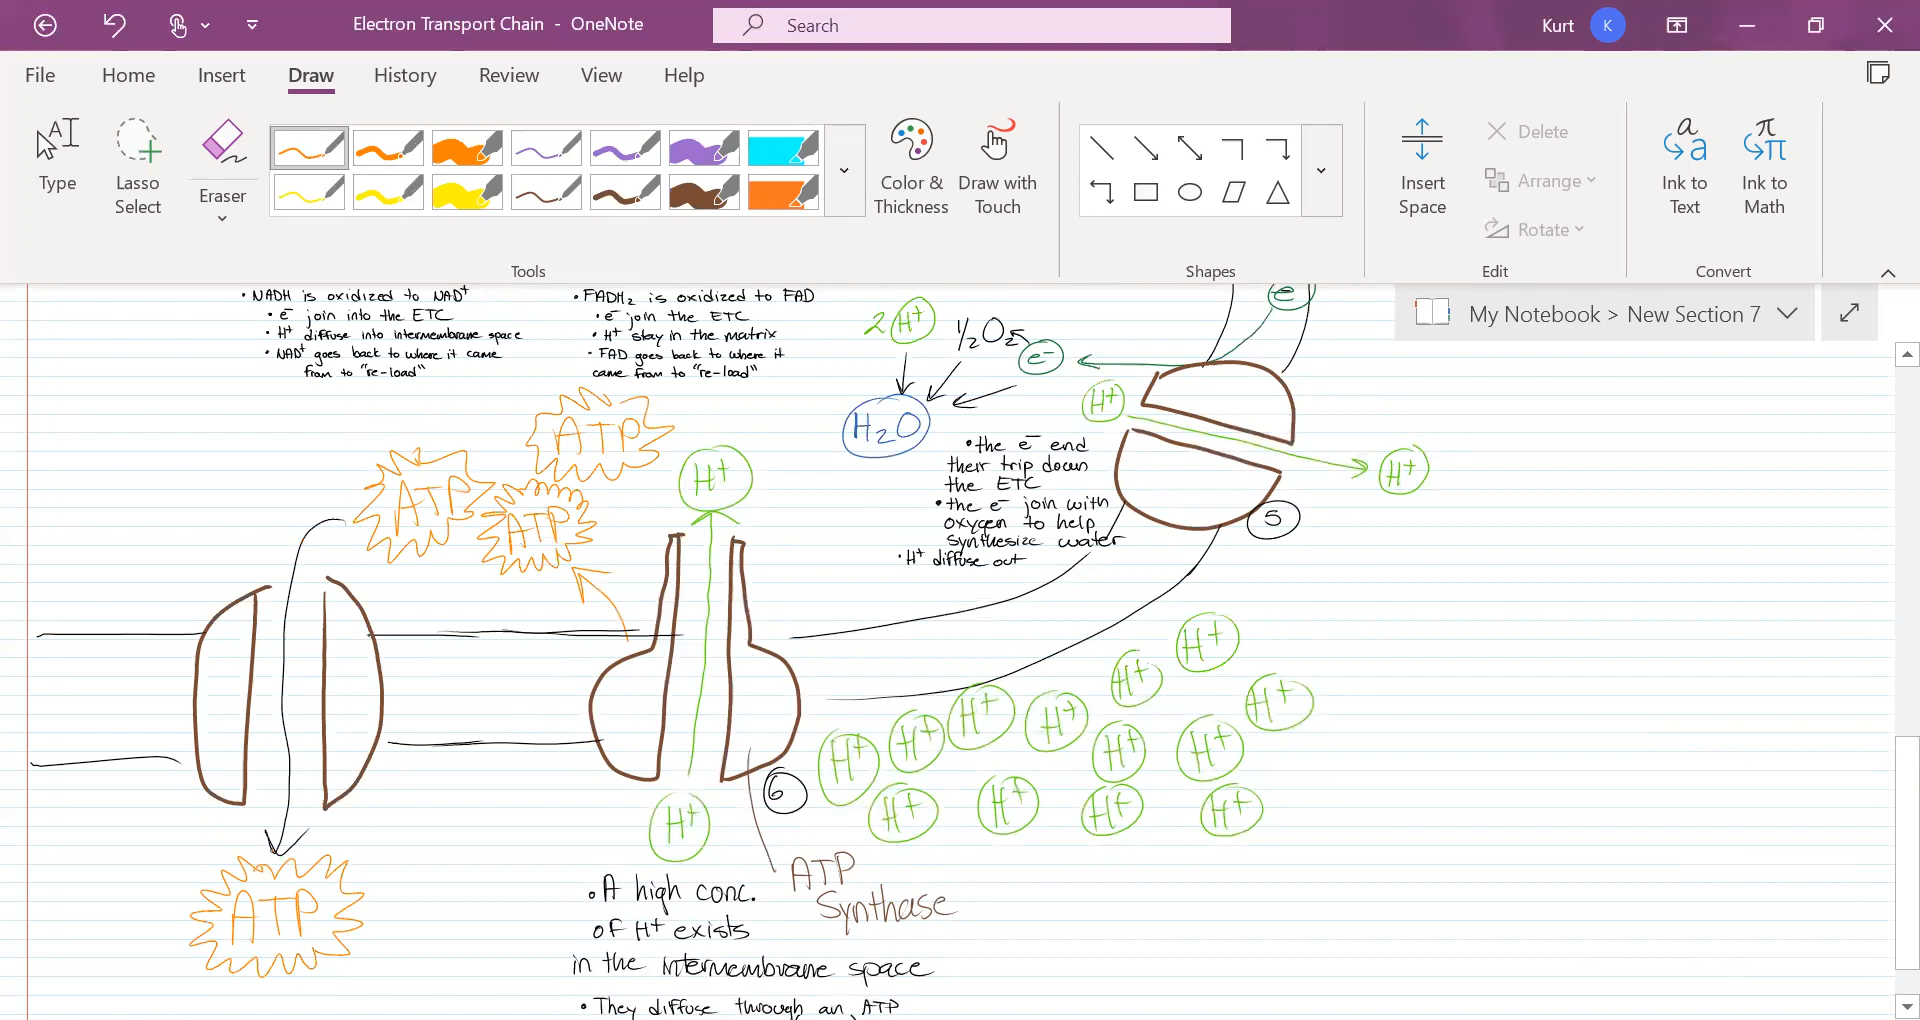 Electron Transport Chain - OneNote
Search
Kurt
K
File Home Insert Draw History Review View Help
Type
Lasso Select
Eraser
Color & Thickness
Draw with Touch
Insert Space
Delete
Arrange
Rotate
Ink to Text
Ink to Math
Tools
Shapes
Edit
Convert
My Notebook > New Section 7
• NADH is oxidized to NAD+
• e- join into the ETC
• H+ diffuse into intermembrane space
• NAD+ goes back to where it came
from to "re-load"
• FADH2 is oxidized to FAD
• e- join the ETC
• H+ stay in the matrix
- FAD goes back to where it
came from to "re-load"
2 H+
½O2
e-
e-
H2O
H+
H+
• the e- end
their trip down
the ETC
• the e- join with
oxygen to help
synthesize water
• H+ diffuse out
5
ATP
ATP
ATP
H+
H+
H+
H+
H+
H+
H+
H+
H+
H+
H+
H+
H+
H+
6
H+
ATP
Synthase
ATP
• A high conc.
of H+ exists
in the intermembrane space
• They diffuse through an ATP